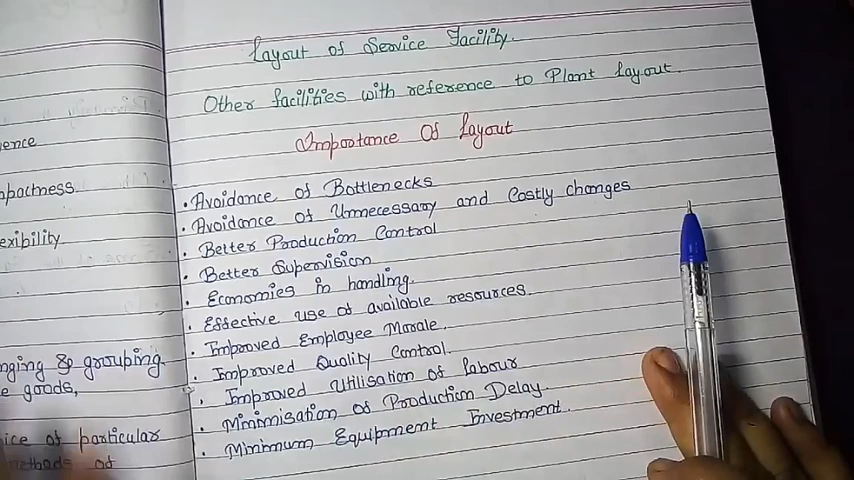 ence
mpactness
exibility
nging & grouping
e goods,
ice of particular
methods of
Layout of Service Facility.
Other facilities with reference to Plant Layout.
Importance Of Layout
• Avoidance of Bottlenecks
• Avoidance of Unnecessary and Costly changes
• Better Production Control
• Better Supervision
• Economies in handling.
• Effective use of available resources.
• Improved Employee Morale.
• Improved Quality Control.
• Improved Utilisation of Labour
• Minimisation of Production Delay.
• Minimum Equipment Investment.